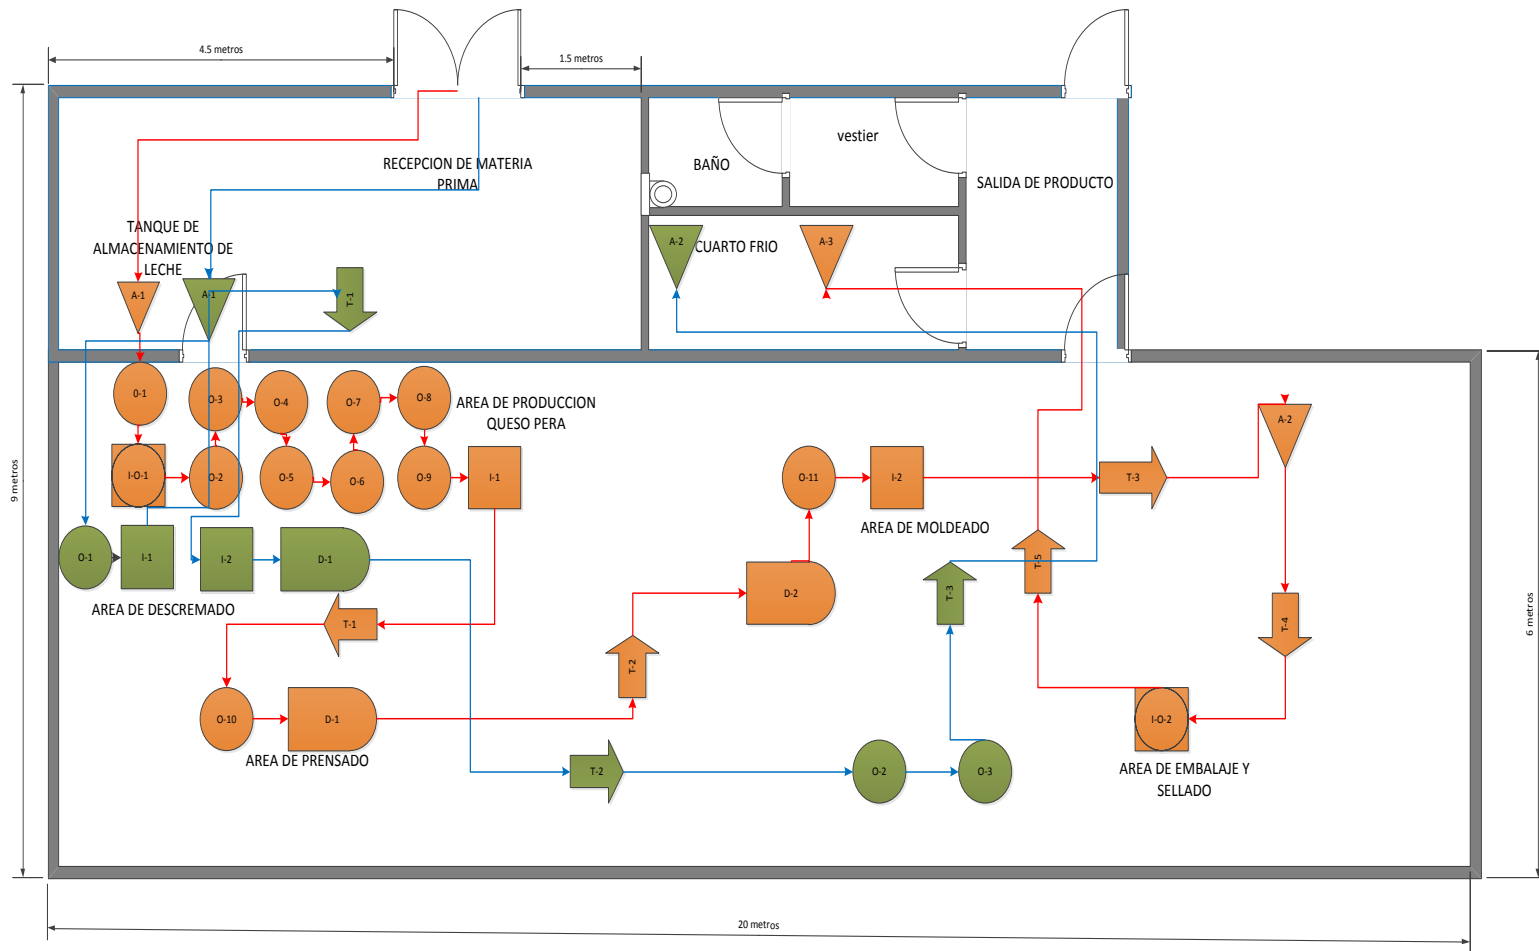 4.5 metros
1.5 metros
vestier
BAÑO
RECEPCION DE MATERIA
PRIMA
SALIDA DE PRODUCTO
TANQUE DE
ALMACENAMIENTO DE
LECHE
A-2
CUARTO FRIO
A-3
A-1
A-1
T-1
0-1
O-3
O-4
O-7
O-8
AREA DE PRODUCCION
QUESO PERA
A-2
I-O-1
O-2
O-5
O-6
O-9
I-1
O-11
I-2
T-3
9 metros
AREA DE MOLDEADO
O-1
I-1
I-2
D-1
T-5
AREA DE DESCREMADO
D-2
T-3
T-1
T-4
6 metros
T-2
O-10
D-1
I-O-2
AREA DE PRENSADO
T-2
O-2
O-3
AREA DE EMBALAJE Y
SELLADO
20 metros